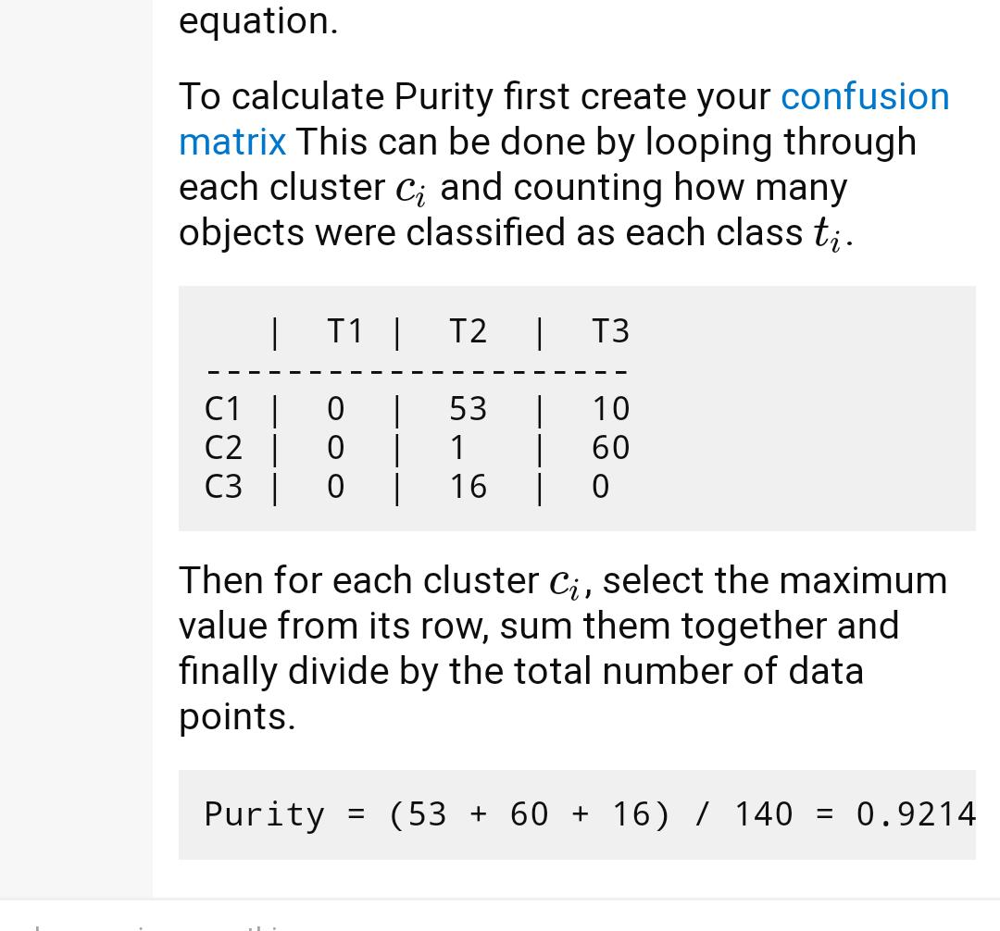 equation.
To calculate Purity first create your confusion
matrix This can be done by looping through
each cluster cᵢ and counting how many
objects were classified as each class tᵢ.
| T1 | T2 | T3
---------------------
C1 | 0 | 53 | 10
C2 | 0 | 1 | 60
C3 | 0 | 16 | 0
Then for each cluster cᵢ, select the maximum
value from its row, sum them together and
finally divide by the total number of data
points.
Purity = (53 + 60 + 16) / 140 = 0.9214